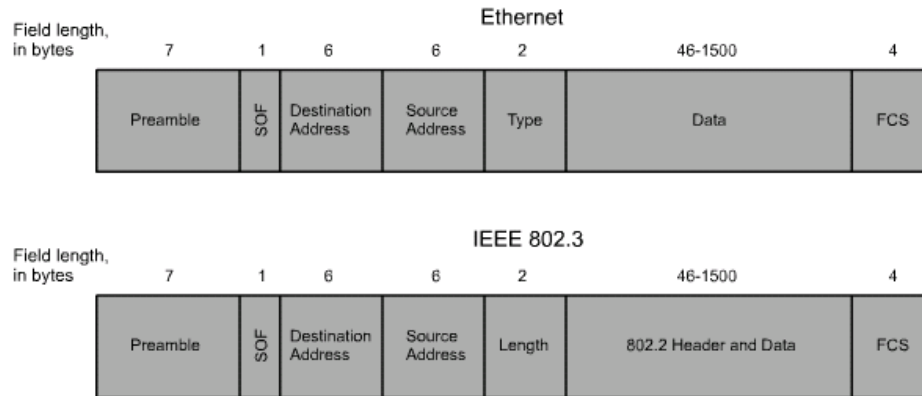 Ethernet
Field length,
in bytes 7 1 6 6 2 46-1500 4
Preamble SOF Destination Address Source Address Type Data FCS
IEEE 802.3
Field length,
in bytes 7 1 6 6 2 46-1500 4
Preamble SOF Destination Address Source Address Length 802.2 Header and Data FCS